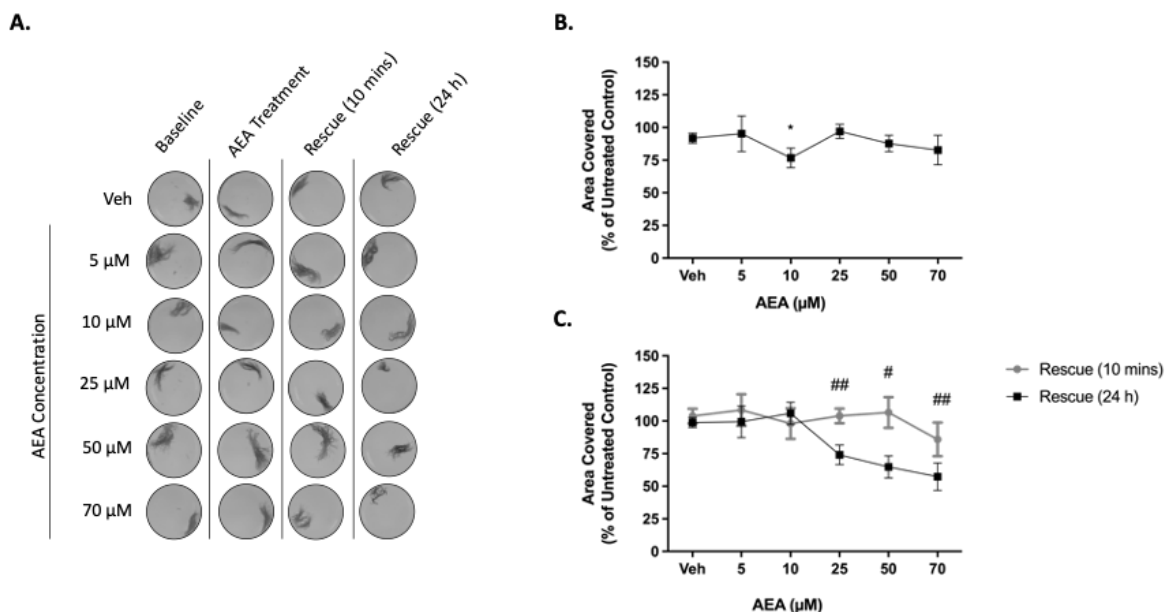 A.
Baseline
AEA Treatment
Rescue (10 mins)
Rescue (24 h)
Veh
5 µM
10 µM
25 µM
50 µM
70 µM
AEA Concentration
B.
Area Covered
(% of Untreated Control)
150
125
100
75
50
25
0
*
Veh 5 10 25 50 70
AEA (µM)
C.
Area Covered
(% of Untreated Control)
150
125
100
75
50
25
0
## # ##
Veh 5 10 25 50 70
AEA (µM)
Rescue (10 mins)
Rescue (24 h)